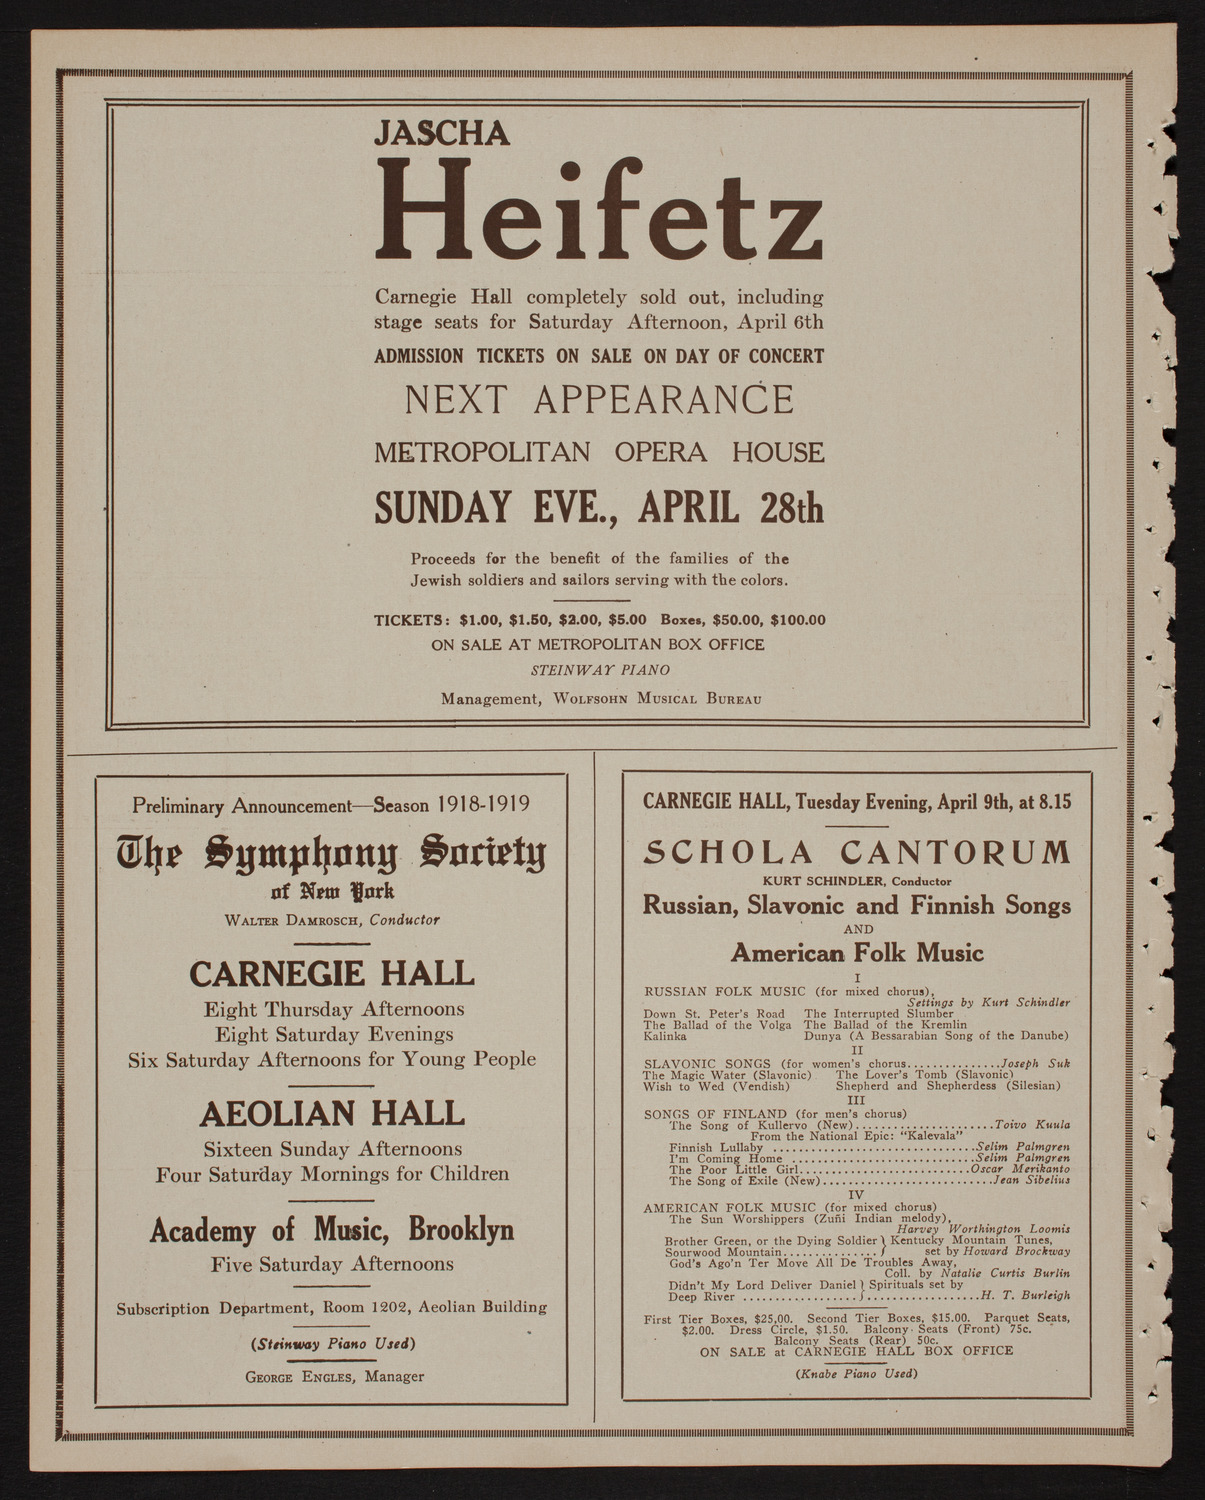 JASCHA
Heifetz
Carnegie Hall completely sold out, including
stage seats for Saturday Afternoon, April 6th
ADMISSION TICKETS ON SALE ON DAY OF CONCERT
NEXT APPEARANCE
METROPOLITAN OPERA HOUSE
SUNDAY EVE., APRIL 28th
Proceeds for the benefit of the families of the
Jewish soldiers and sailors serving with the colors.
TICKETS: $1.00, $1.50, $2.00, $5.00 Boxes, $50.00, $100.00
ON SALE AT METROPOLITAN BOX OFFICE
STEINWAY PIANO
Management, WOLFSOHN MUSICAL BUREAU
Preliminary Announcement—Season 1918-1919
The Symphony Society
of New York
WALTER DAMROSCH, Conductor
CARNEGIE HALL
Eight Thursday Afternoons
Eight Saturday Evenings
Six Saturday Afternoons for Young People
AEOLIAN HALL
Sixteen Sunday Afternoons
Four Saturday Mornings for Children
Academy of Music, Brooklyn
Five Saturday Afternoons
Subscription Department, Room 1202, Aeolian Building
(Steinway Piano Used)
GEORGE ENGLES, Manager
CARNEGIE HALL, Tuesday Evening, April 9th, at 8.15
SCHOLA CANTORUM
KURT SCHINDLER, Conductor
Russian, Slavonic and Finnish Songs
AND
American Folk Music
I
RUSSIAN FOLK MUSIC (for mixed chorus),
Settings by Kurt Schindler
Down St. Peter's Road The Interrupted Slumber
The Ballad of the Volga The Ballad of the Kremlin
Kalinka Dunya (A Bessarabian Song of the Danube)
II
SLAVONIC SONGS (for women's chorus...............Joseph Suk
The Magic Water (Slavonic) The Lover's Tomb (Slavonic)
Wish to Wed (Vendish) Shepherd and Shepherdess (Silesian)
III
SONGS OF FINLAND (for men's chorus)
The Song of Kullervo (New)......................Toivo Kuula
From the National Epic: "Kalevala"
Finnish Lullaby ................................Selim Palmgren
I'm Coming Home .............................Selim Palmgren
The Poor Little Girl...........................Oscar Merikanto
The Song of Exile (New)...........................Jean Sibelius
IV
AMERICAN FOLK MUSIC (for mixed chorus)
The Sun Worshippers (Zuñi Indian melody),
Harvey Worthington Loomis
Brother Green, or the Dying Soldier } Kentucky Mountain Tunes,
Sourwood Mountain............... } set by Howard Brockway
God's Ago'n Ter Move All De Troubles Away,
Coll. by Natalie Curtis Burlin
Didn't My Lord Deliver Daniel } Spirituals set by
Deep River ..................}..................H. T. Burleigh
First Tier Boxes, $25,00. Second Tier Boxes, $15.00. Parquet Seats,
$2.00. Dress Circle, $1.50. Balcony Seats (Front) 75c.
Balcony Seats (Rear) 50c.
ON SALE at CARNEGIE HALL BOX OFFICE
(Knabe Piano Used)